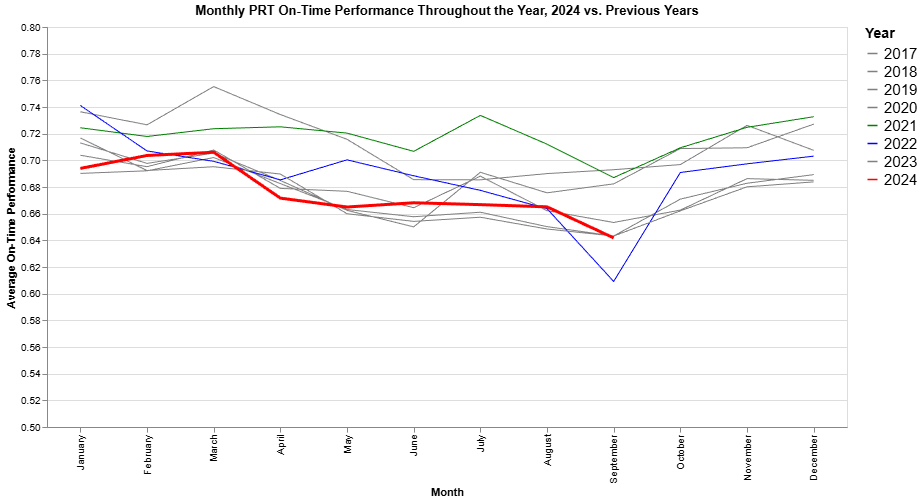 Monthly PRT On-Time Performance Throughout the Year, 2024 vs. Previous Years
Average On-Time Performance
0.80
0.78
0.76
0.74
0.72
0.70
0.68
0.66
0.64
0.62
0.60
0.58
0.56
0.54
0.52
0.50
January
February
March
April
May
June
July
August
September
October
November
December
Month
Year
2017
2018
2019
2020
2021
2022
2023
2024